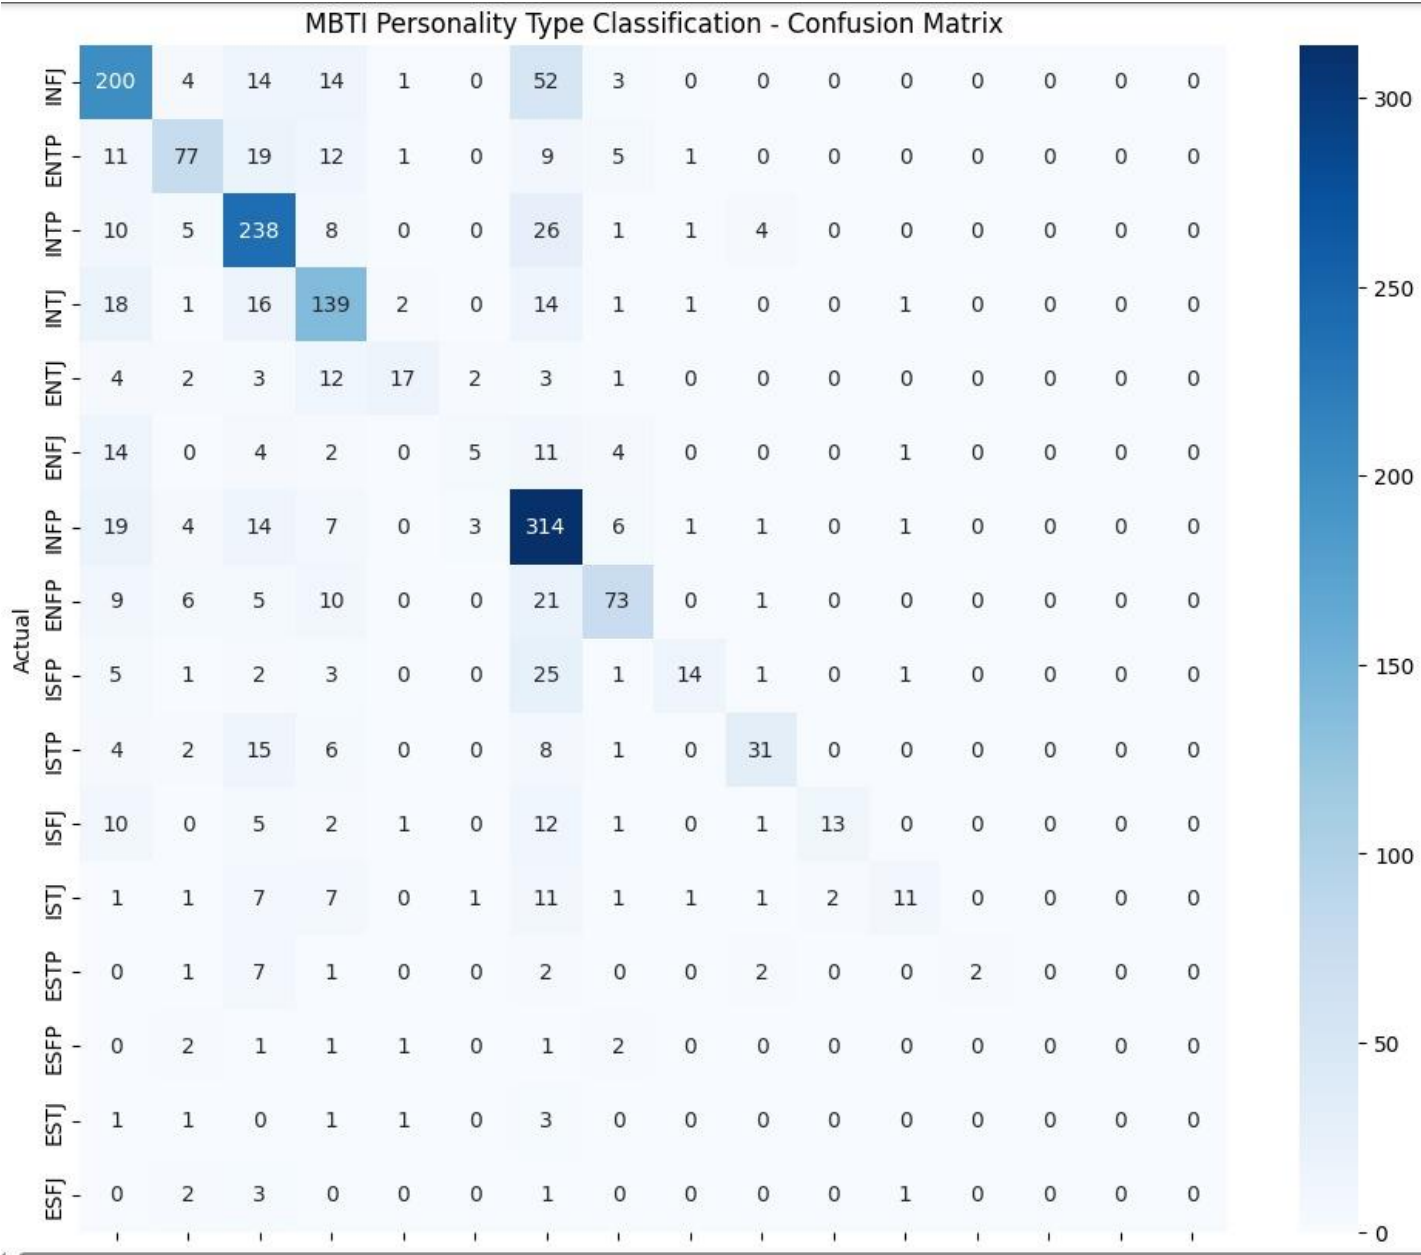 MBTI Personality Type Classification - Confusion Matrix
INFJ 200 4 14 14 1 0 52 3 0 0 0 0 0 0 0 0
ENTP 11 77 19 12 1 0 9 5 1 0 0 0 0 0 0 0
INTP 10 5 238 8 0 0 26 1 1 4 0 0 0 0 0 0
INTJ 18 1 16 139 2 0 14 1 1 0 0 1 0 0 0 0
ENTJ 4 2 3 12 17 2 3 1 0 0 0 0 0 0 0 0
ENFJ 14 0 4 2 0 5 11 4 0 0 0 1 0 0 0 0
INFP 19 4 14 7 0 3 314 6 1 1 0 1 0 0 0 0
ENFP 9 6 5 10 0 0 21 73 0 1 0 0 0 0 0 0
Actual
ISFP 5 1 2 3 0 0 25 1 14 1 0 1 0 0 0 0
ISTP 4 2 15 6 0 0 8 1 0 31 0 0 0 0 0 0
ISFJ 10 0 5 2 1 0 12 1 0 1 13 0 0 0 0 0
ISTJ 1 1 7 7 0 1 11 1 1 1 2 11 0 0 0 0
ESTP 0 1 7 1 0 0 2 0 0 2 0 0 2 0 0 0
ESFP 0 2 1 1 1 0 1 2 0 0 0 0 0 0 0 0
ESTJ 1 1 0 1 1 0 3 0 0 0 0 0 0 0 0 0
ESFJ 0 2 3 0 0 0 1 0 0 0 0 1 0 0 0 0
300
250
200
150
100
50
0